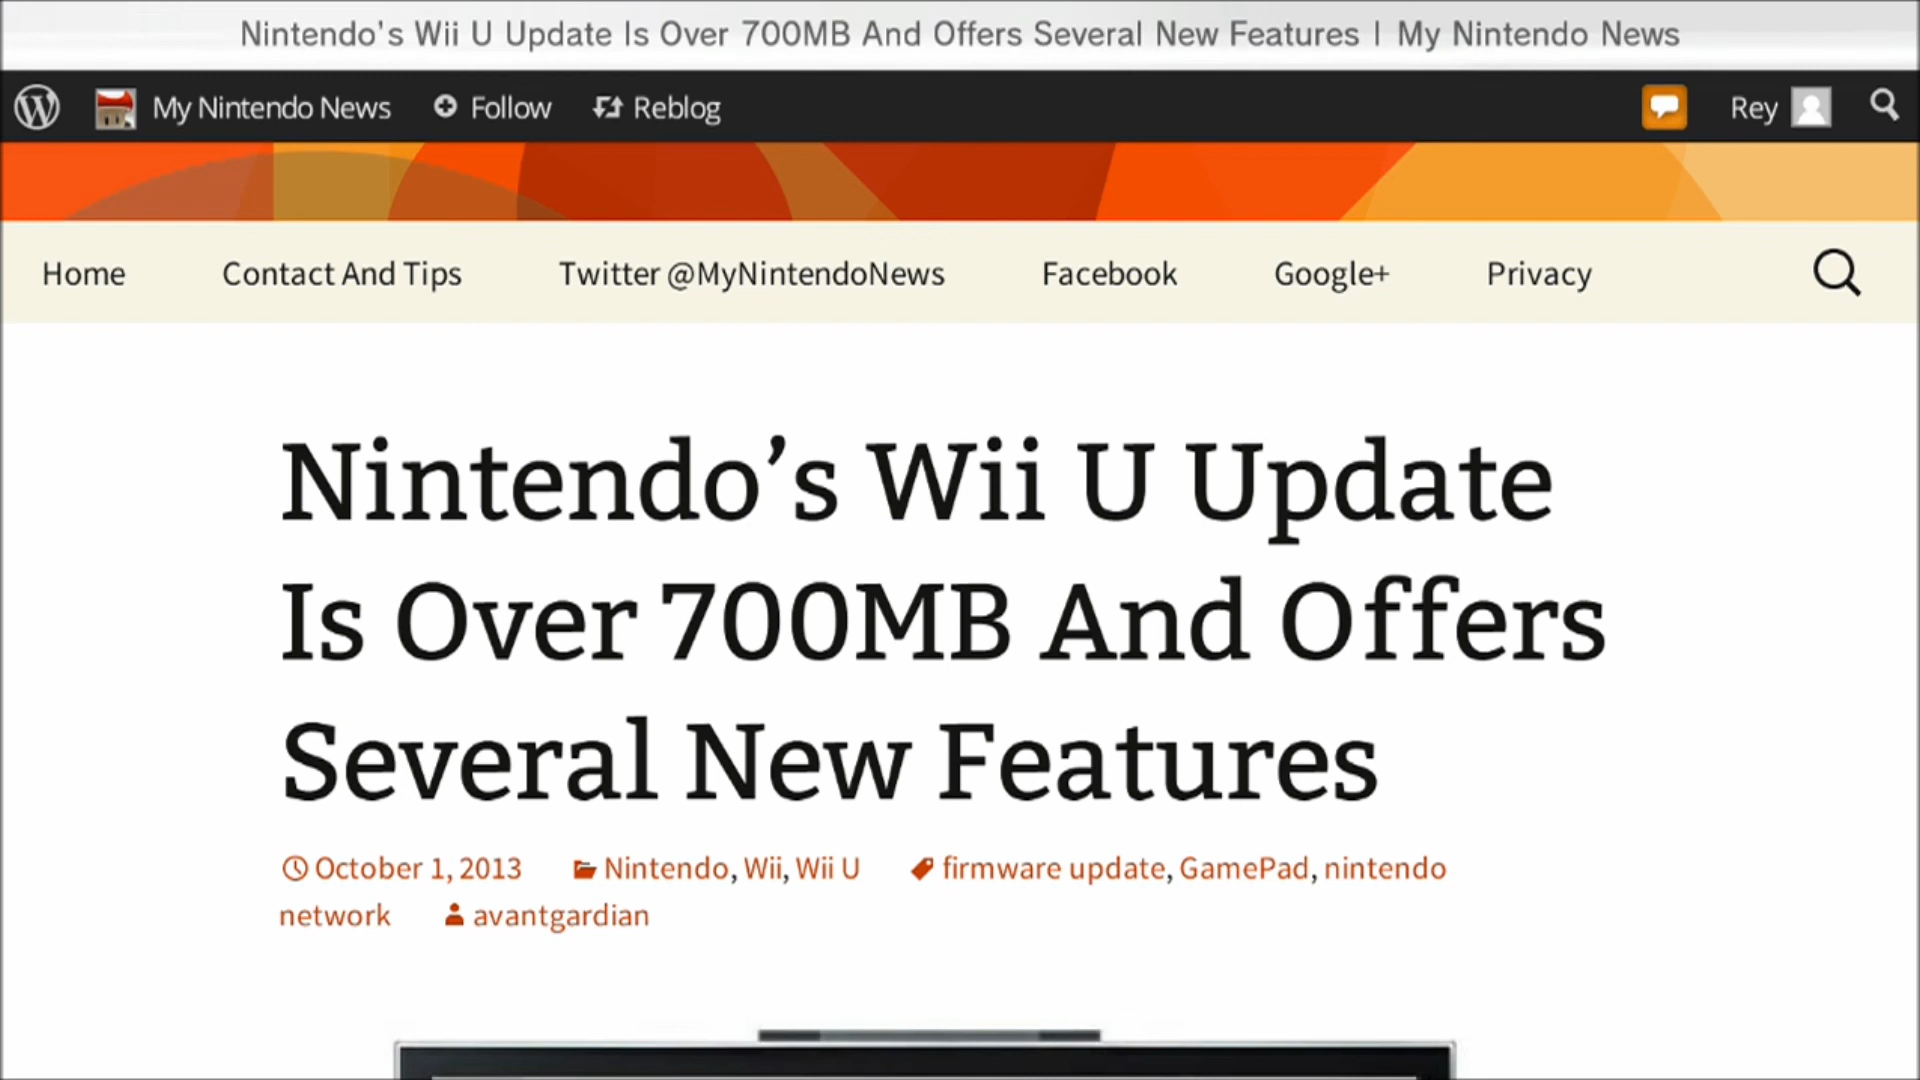 Nintendo's Wii U Update Is Over 700MB And Offers Several New Features | My Nintendo News
My Nintendo News Follow Reblog Rey
Home Contact And Tips Twitter @MyNintendoNews Facebook Google+ Privacy
Nintendo’s Wii U Update
Is Over 700MB And Offers
Several New Features
October 1, 2013 Nintendo, Wii, Wii U firmware update, GamePad, nintendo
network avantgardian